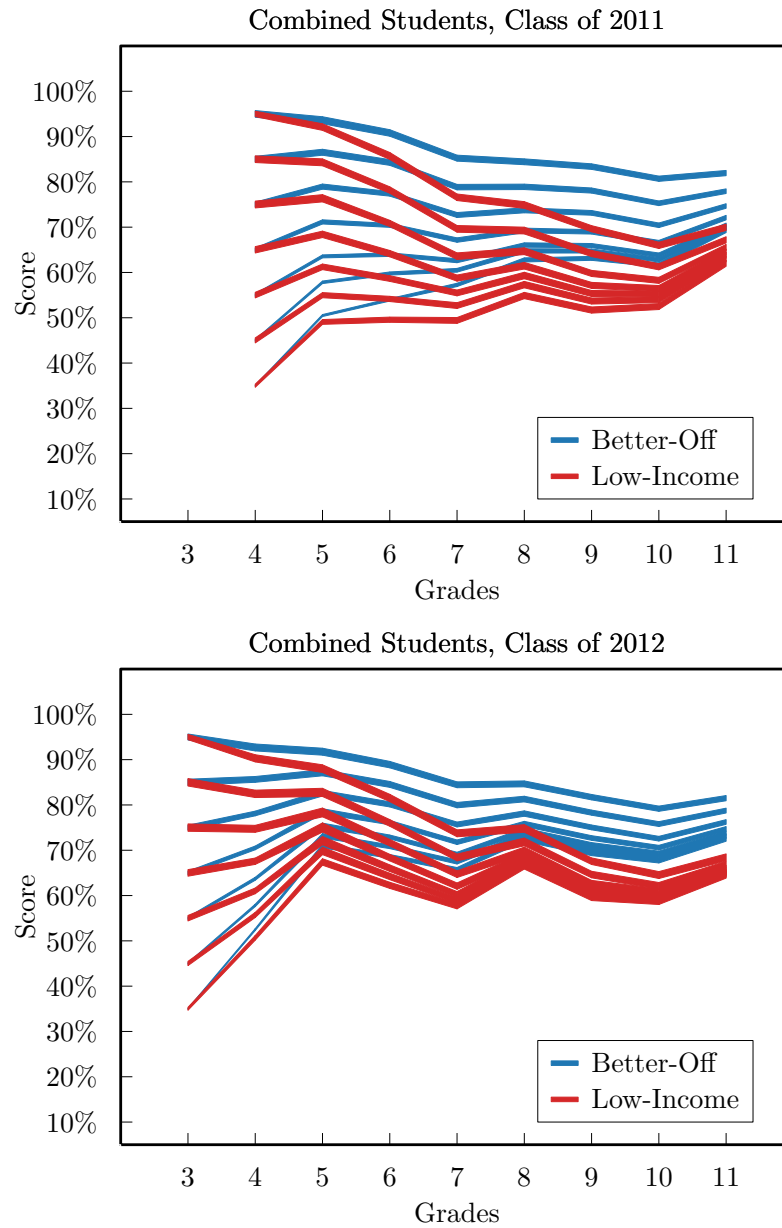 Combined Students, Class of 2011
100%
90%
80%
70%
60%
50%
40%
30%
20%
10%
Score
Better-Off
Low-Income
3 4 5 6 7 8 9 10 11
Grades
Combined Students, Class of 2012
100%
90%
80%
70%
60%
50%
40%
30%
20%
10%
Score
Better-Off
Low-Income
3 4 5 6 7 8 9 10 11
Grades